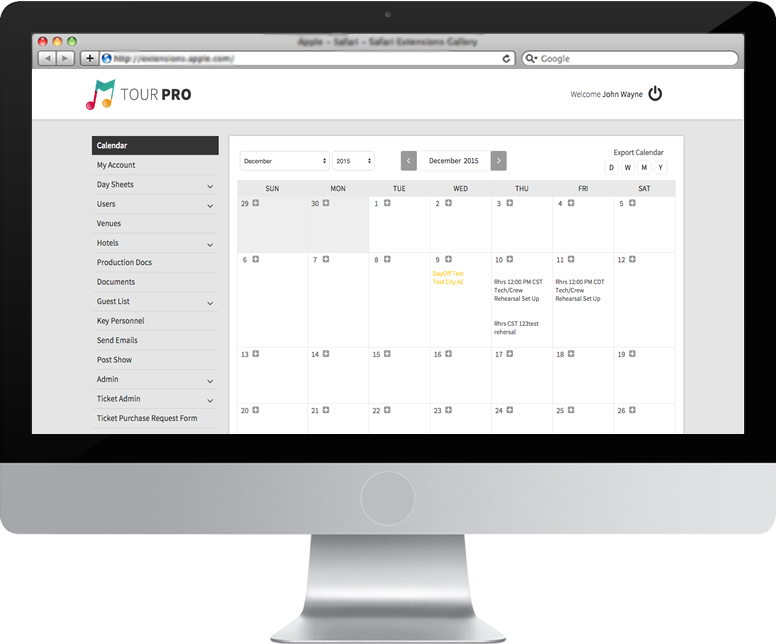 Apple – Safari – Safari Extensions Gallery
http://extensions.apple.com/
Google
TOUR PRO
Welcome John Wayne
Calendar
My Account
Day Sheets
Users
Venues
Hotels
Production Docs
Documents
Guest List
Key Personnel
Send Emails
Post Show
Admin
Ticket Admin
Ticket Purchase Request Form
December
2015
December 2015
Export Calendar
D W M Y
SUN MON TUE WED THU FRI SAT
29 30 1 2 3 4 5
6 7 8 9 10 11 12
DayOff Test
Test City AC
Rhrs 12:00 PM CST
Tech/Crew
Rehearsal Set Up
Rhrs CST 123test
rehersal
Rhrs 12:00 PM CDT
Tech/Crew
Rehearsal Set Up
13 14 15 16 17 18 19
20 21 22 23 24 25 26